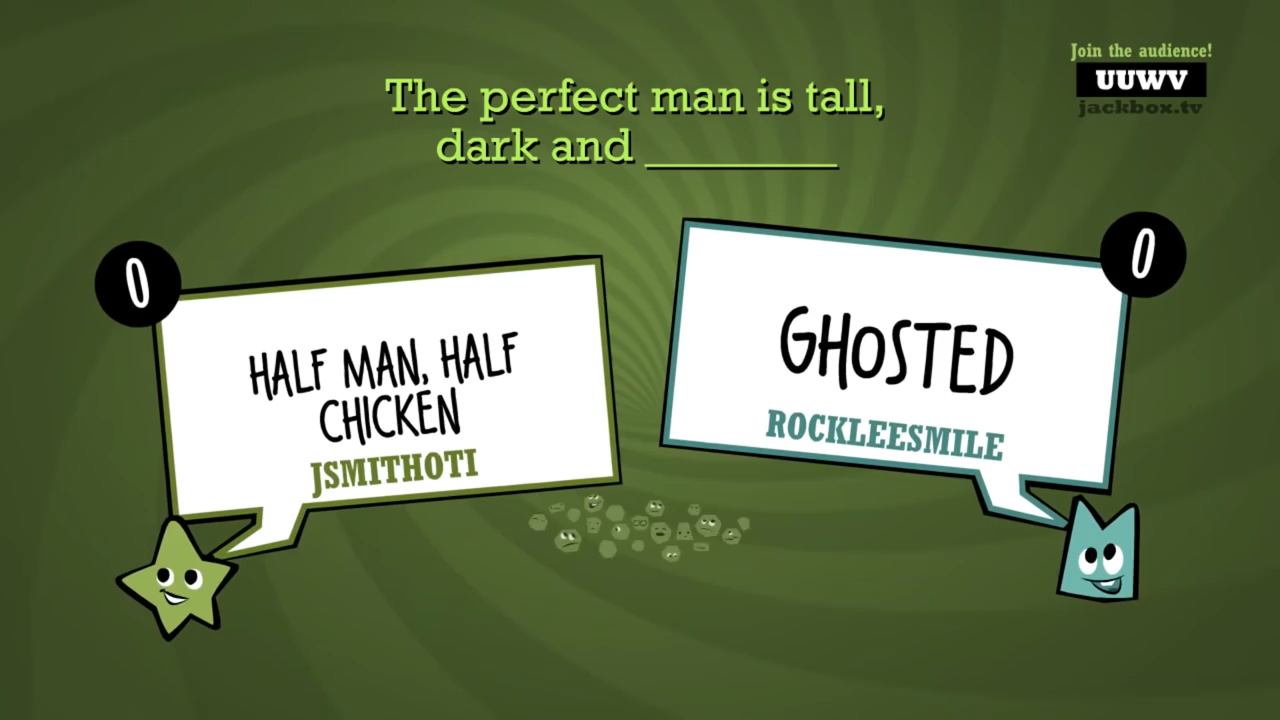 Join the audience!
UUWV
jackbox.tv
The perfect man is tall,
dark and ________
0
HALF MAN, HALF
CHICKEN
JSMITHOTI
0
GHOSTED
ROCKLEESMILE